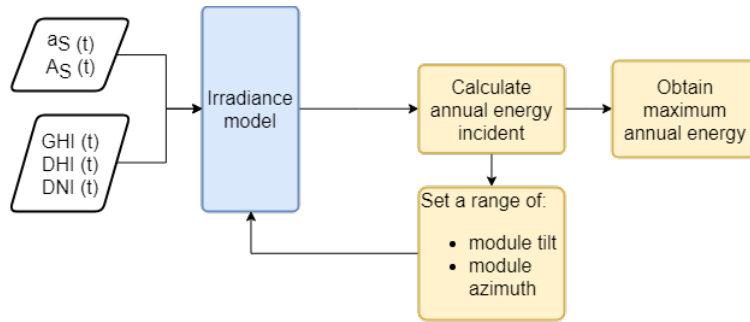 aS (t)
AS (t)
GHI (t)
DHI (t)
DNI (t)
Irradiance
model
Calculate
annual energy
incident
Obtain
maximum
annual energy
Set a range of:
• module tilt
• module
azimuth